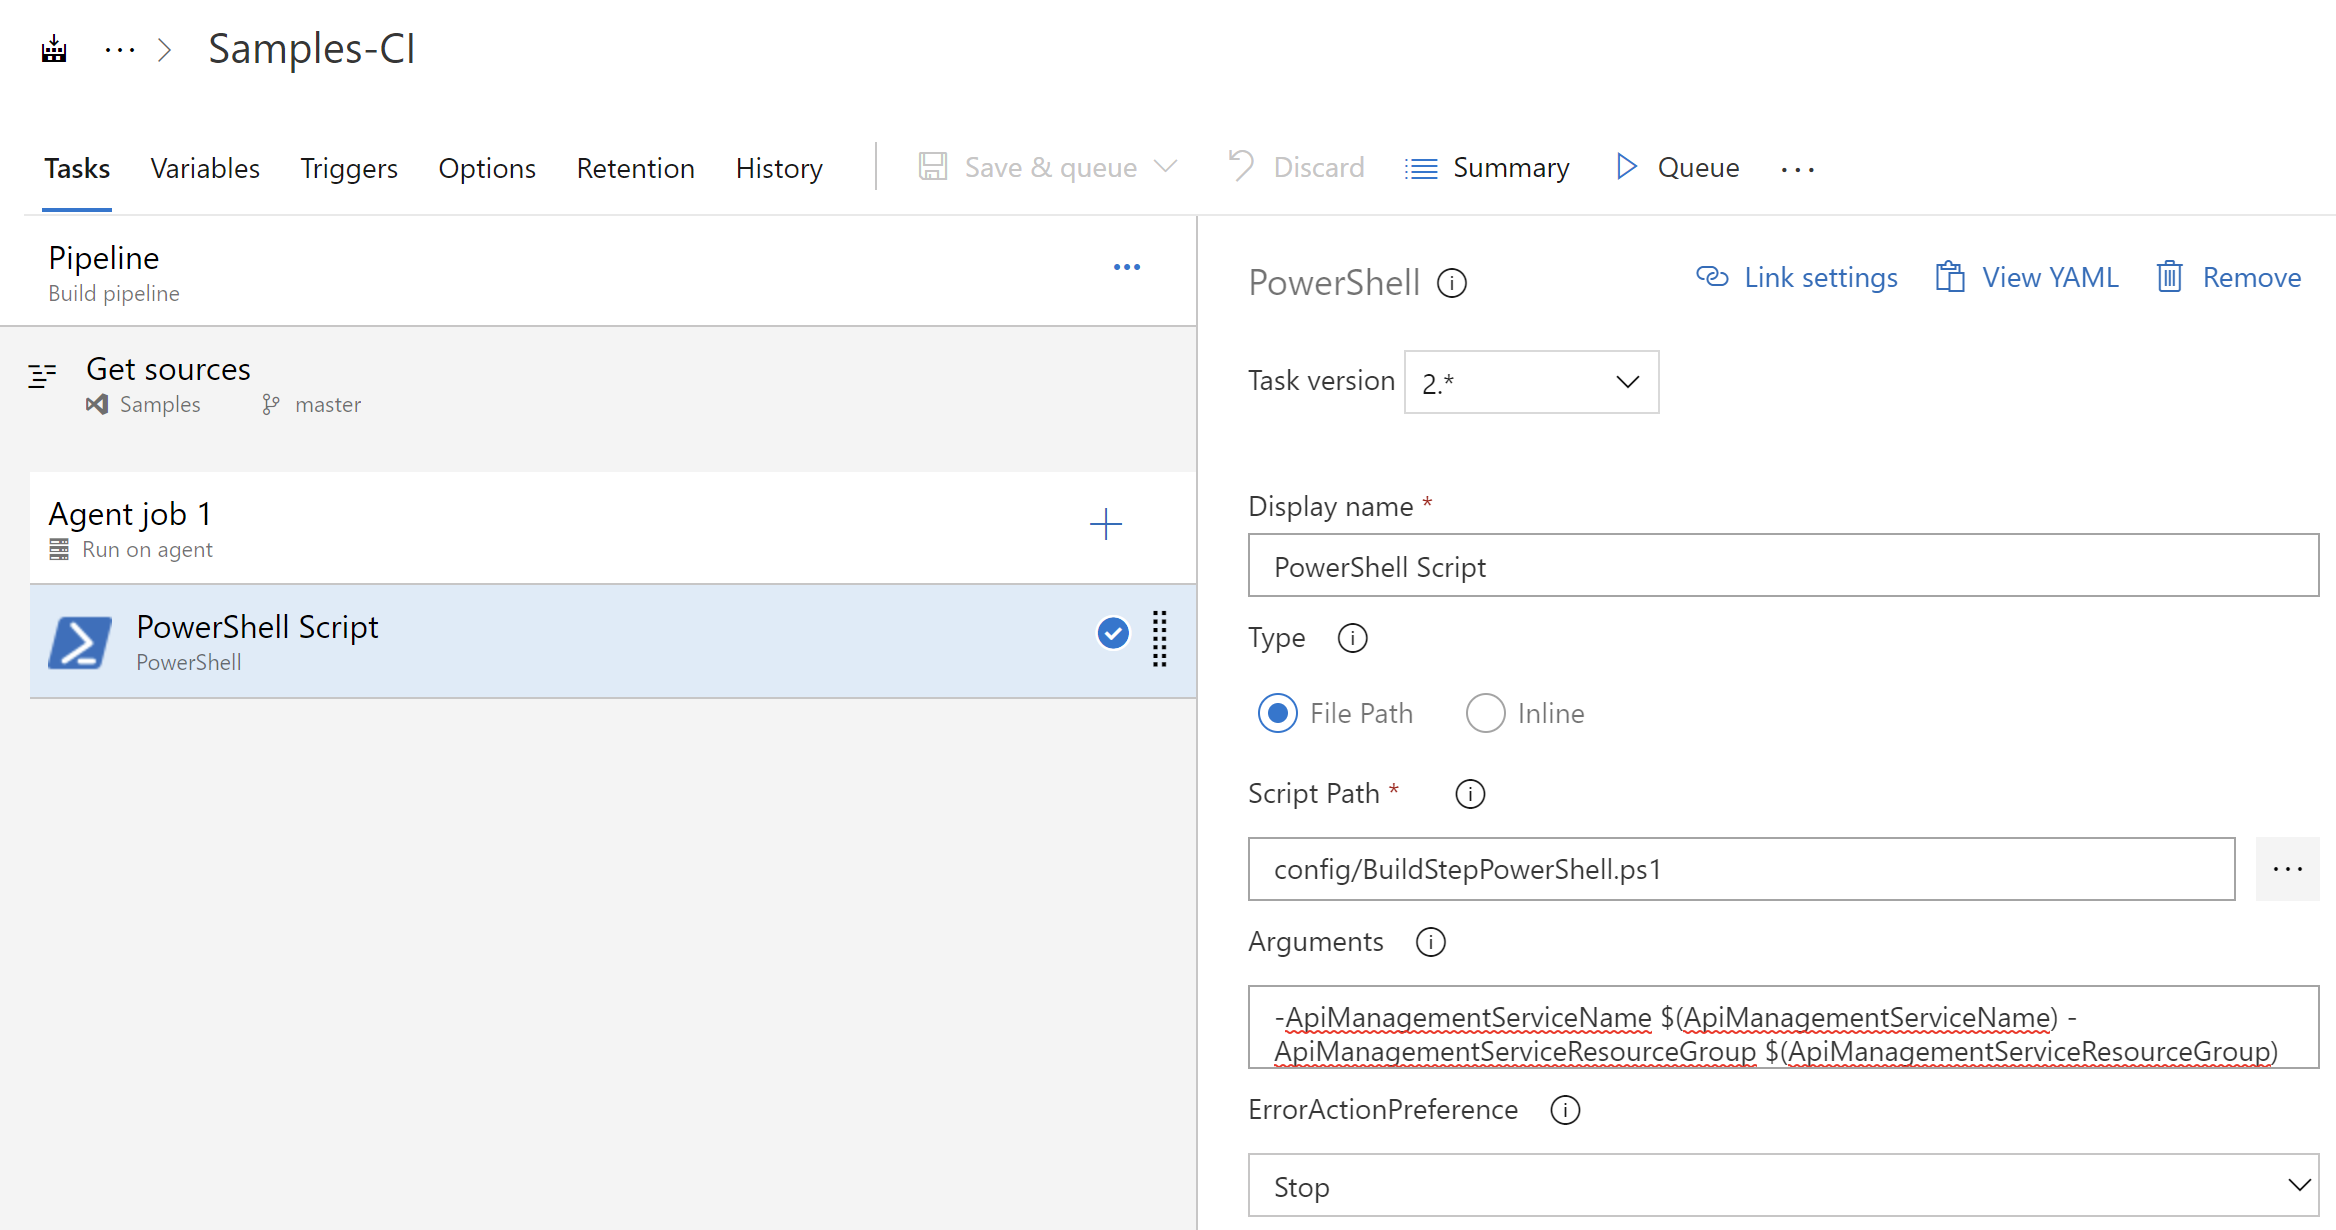 Samples-CI
Tasks Variables Triggers Options Retention History Save & queue Discard Summary Queue
Pipeline
Build pipeline
Get sources
Samples master
Agent job 1
Run on agent
PowerShell Script
PowerShell
PowerShell Link settings View YAML Remove
Task version 2.*
Display name *
PowerShell Script
Type
File Path Inline
Script Path *
config/BuildStepPowerShell.ps1
Arguments
-ApiManagementServiceName $(ApiManagementServiceName) -
ApiManagementServiceResourceGroup $(ApiManagementServiceResourceGroup)
ErrorActionPreference
Stop